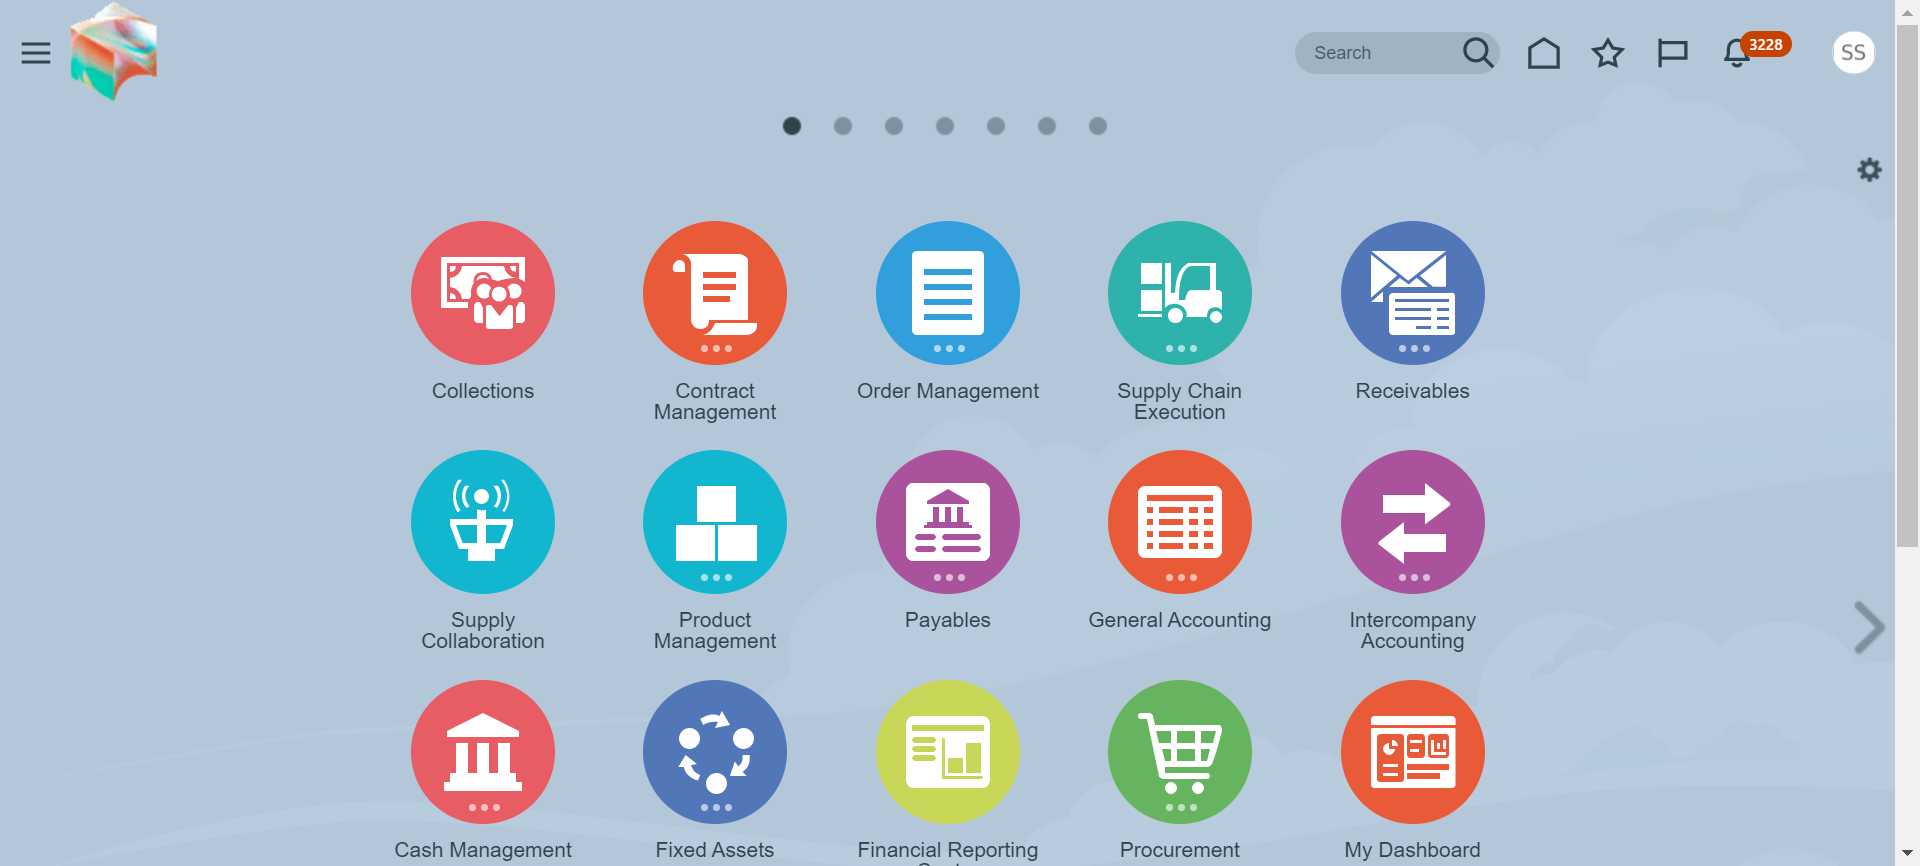 Search
3228
SS
Collections
Contract
Management
Order Management
Supply Chain
Execution
Receivables
Supply
Collaboration
Product
Management
Payables
General Accounting
Intercompany
Accounting
Cash Management
Fixed Assets
Financial Reporting
Procurement
My Dashboard